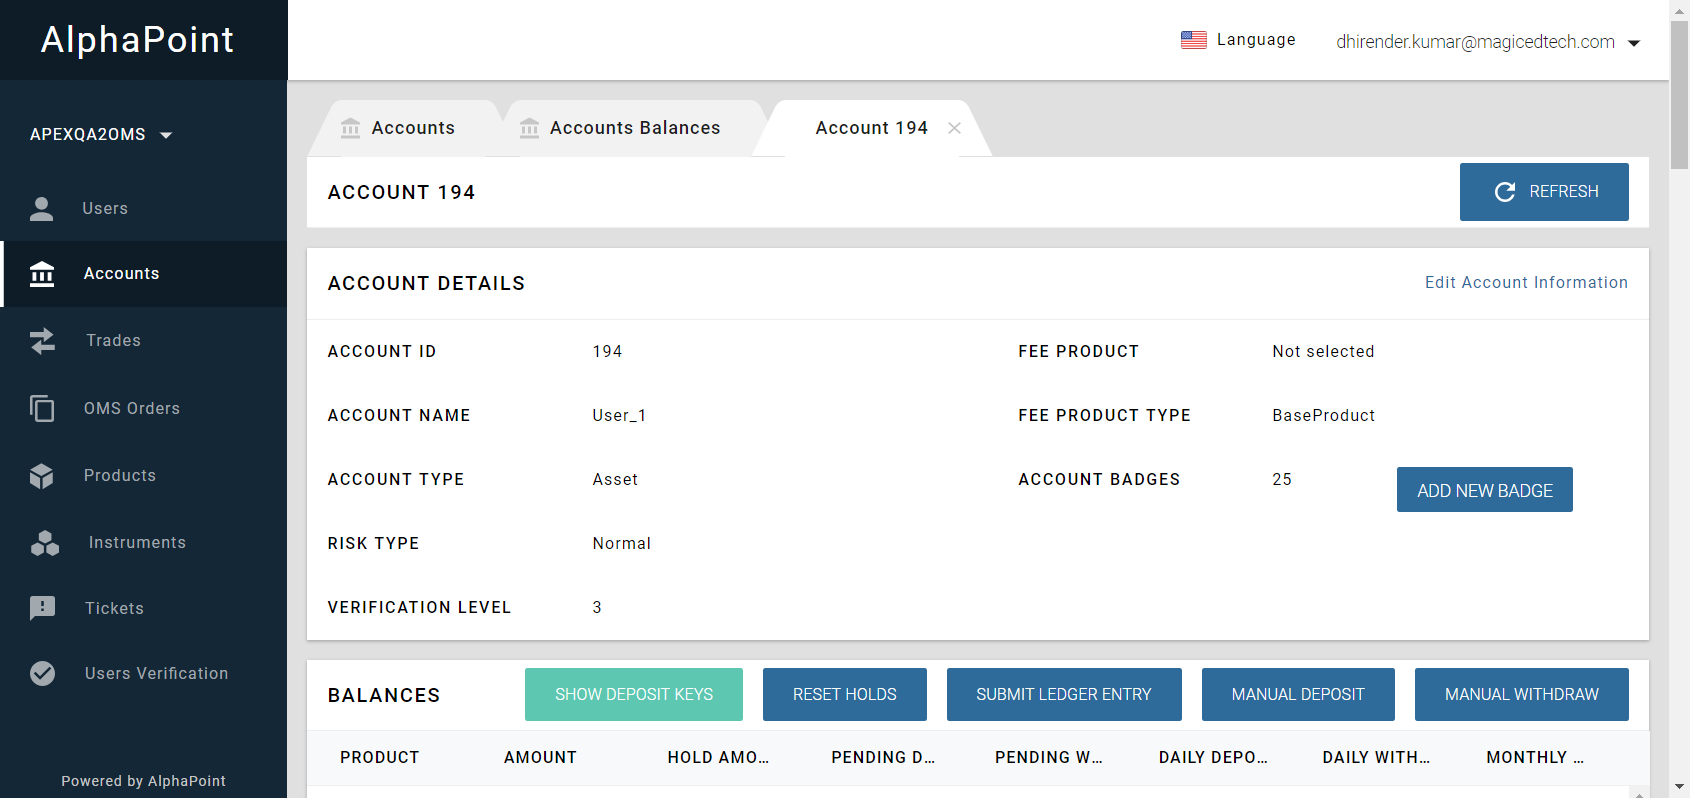 AlphaPoint
Language
dhirender.kumar@magicedtech.com
APEXQA2OMS
Users
Accounts
Trades
OMS Orders
Products
Instruments
Tickets
Users Verification
Powered by AlphaPoint
Accounts
Accounts Balances
Account 194
ACCOUNT 194
REFRESH
ACCOUNT DETAILS
Edit Account Information
ACCOUNT ID 194
FEE PRODUCT Not selected
ACCOUNT NAME User_1
FEE PRODUCT TYPE BaseProduct
ACCOUNT TYPE Asset
ACCOUNT BADGES 25 ADD NEW BADGE
RISK TYPE Normal
VERIFICATION LEVEL 3
BALANCES
SHOW DEPOSIT KEYS
RESET HOLDS
SUBMIT LEDGER ENTRY
MANUAL DEPOSIT
MANUAL WITHDRAW
PRODUCT AMOUNT HOLD AMO... PENDING D... PENDING W... DAILY DEPO... DAILY WITH... MONTHLY ...